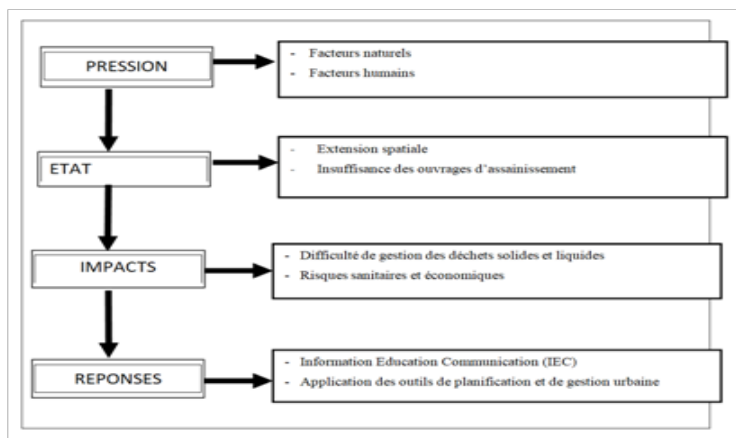 PRESSION
- Facteurs naturels
- Facteurs humains
ETAT
- Extension spatiale
- Insuffisance des ouvrages d’assainissement
IMPACTS
- Difficulté de gestion des déchets solides et liquides
- Risques sanitaires et économiques
REPONSES
- Information Education Communication (IEC)
- Application des outils de planification et de gestion urbaine